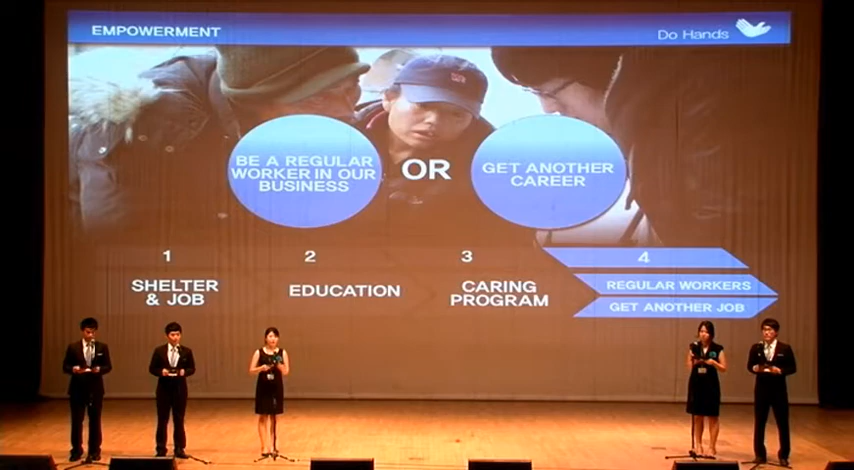 EMPOWERMENT
Do Hands
BE A REGULAR
WORKER IN OUR
BUSINESS
OR
GET ANOTHER
CAREER
1
2
3
4
SHELTER
& JOB
EDUCATION
CARING
PROGRAM
REGULAR WORKERS
GET ANOTHER JOB